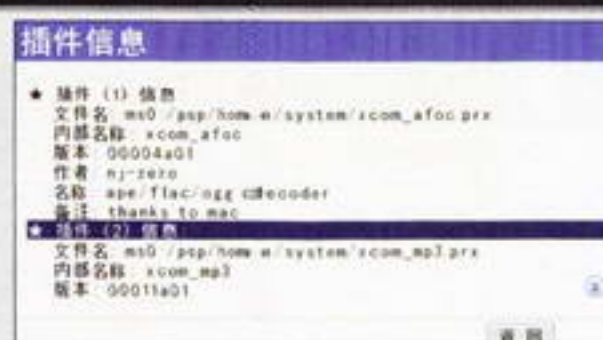 插件信息
★ 插件 (1) 信息
文件名 ms0:/psp/home-e/system/xcom_afoc.prx
内部名称 xcom_afoc
版本 00004a01
作者 nj-zero
名称 ape/flac/ogg decoder
备注 thanks to mac
★ 插件 (2) 信息
文件名 ms0:/psp/home-e/system/xcom_mp3.prx
内部名称 xcom_mp3
版本 00011a01
返回